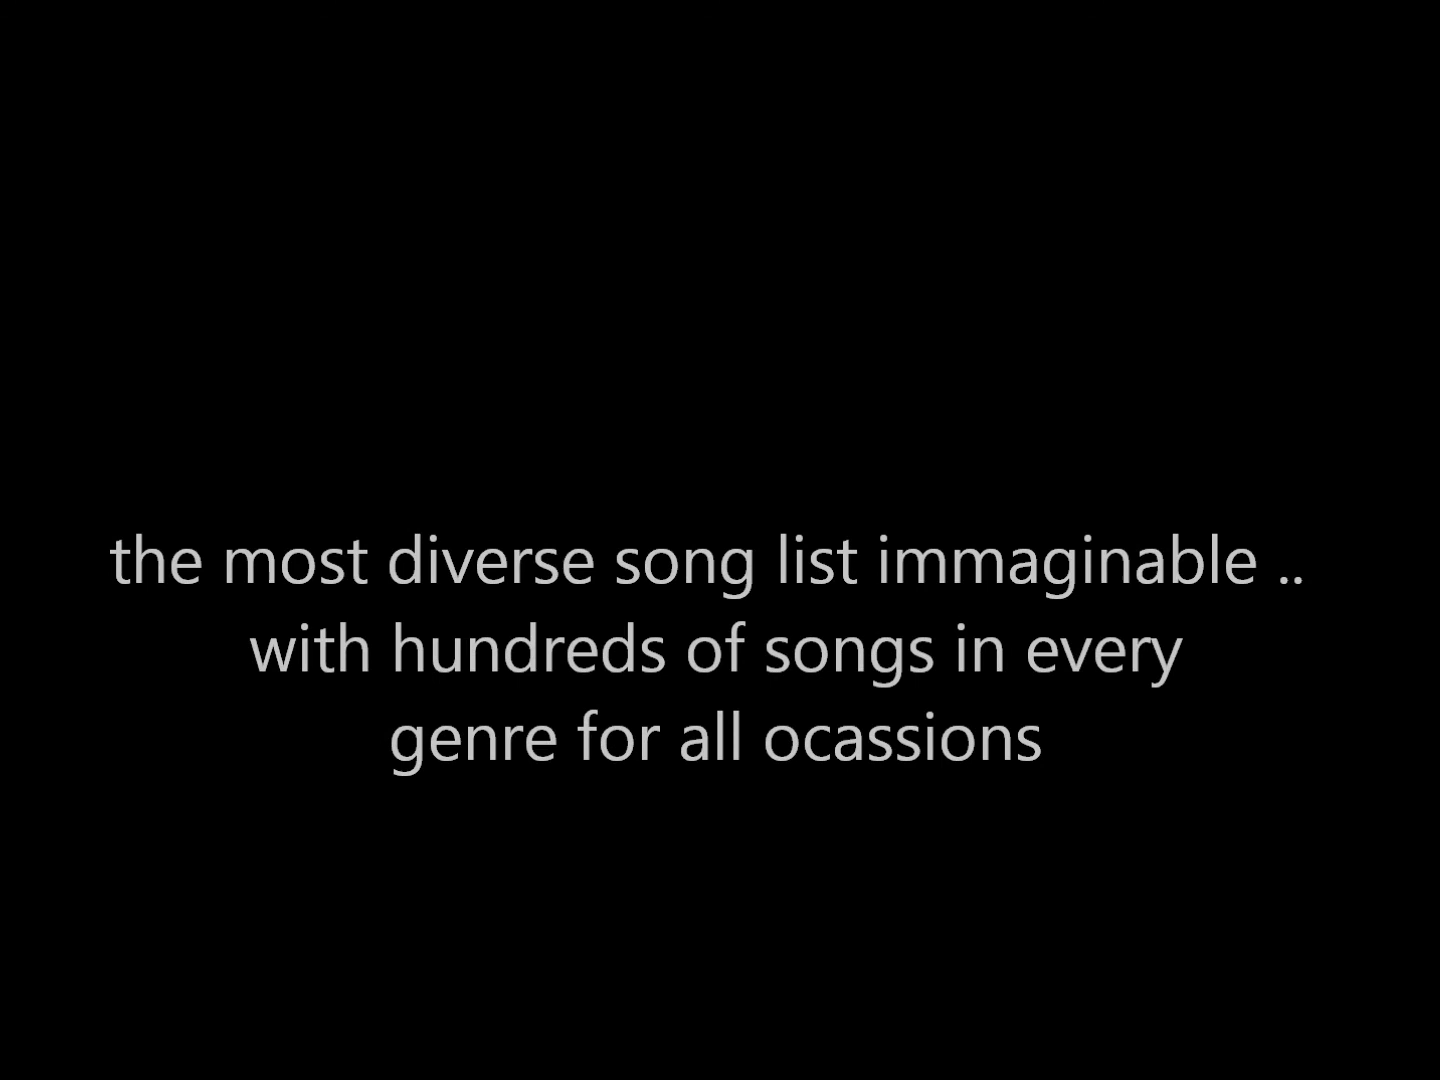 the most diverse song list immaginable ..
with hundreds of songs in every
genre for all ocassions